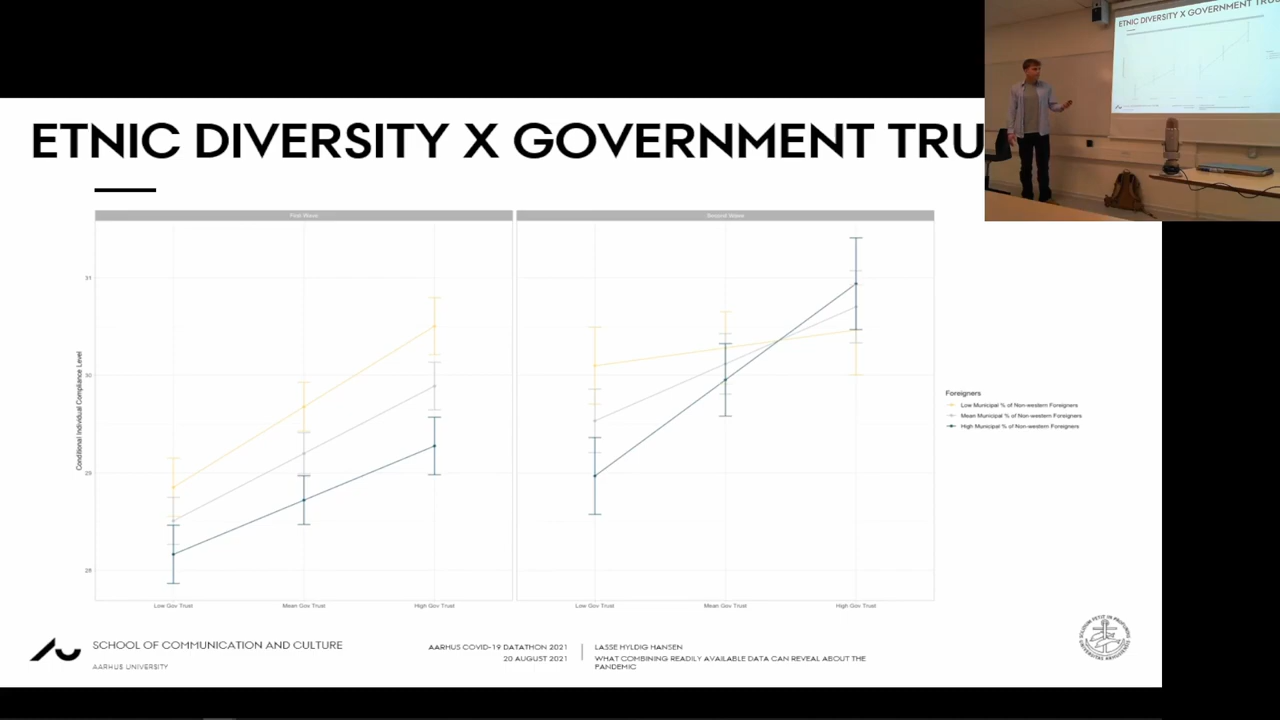 ETNIC DIVERSITY X GOVERNMENT TRU
ETNIC DIVERSITY X GOVERNMENT TRUS
First Wave
Second Wave
31
30
29
28
Conditional Individual Compliance Level
Low Gov Trust
Mean Gov Trust
High Gov Trust
Low Gov Trust
Mean Gov Trust
High Gov Trust
Foreigners
Low Municipal % of Non-western Foreigners
Mean Municipal % of Non-western Foreigners
High Municipal % of Non-western Foreigners
SCHOOL OF COMMUNICATION AND CULTURE
AARHUS UNIVERSITY
AARHUS COVID-19 DATATHON 2021
20 AUGUST 2021
LASSE HYLDIG HANSEN
WHAT COMBINING READILY AVAILABLE DATA CAN REVEAL ABOUT THE
PANDEMIC